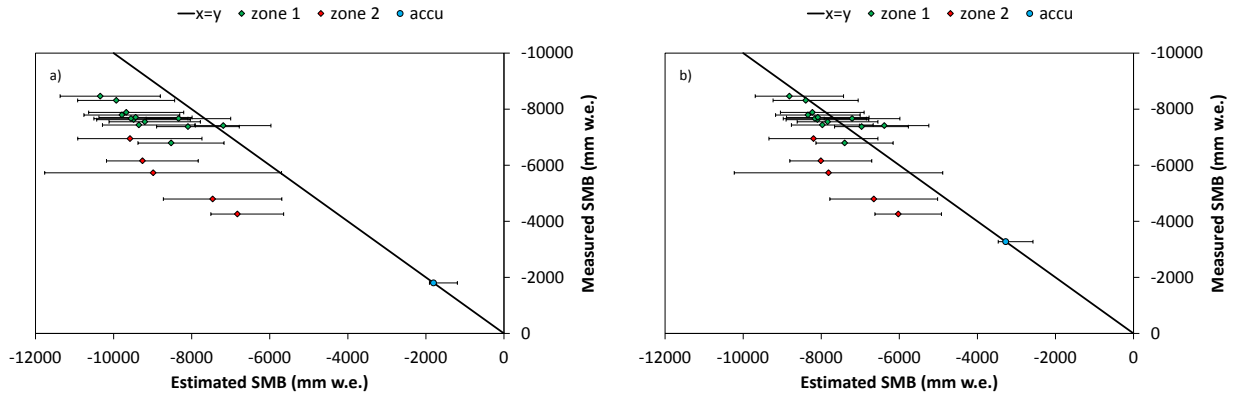 x=y zone 1 zone 2 accu
a)
-10000
-8000
-6000
-4000
-2000
0
Measured SMB (mm w.e.)
-12000 -10000 -8000 -6000 -4000 -2000 0
Estimated SMB (mm w.e.)
x=y zone 1 zone 2 accu
b)
-10000
-8000
-6000
-4000
-2000
0
Measured SMB (mm w.e.)
-12000 -10000 -8000 -6000 -4000 -2000 0
Estimated SMB (mm w.e.)